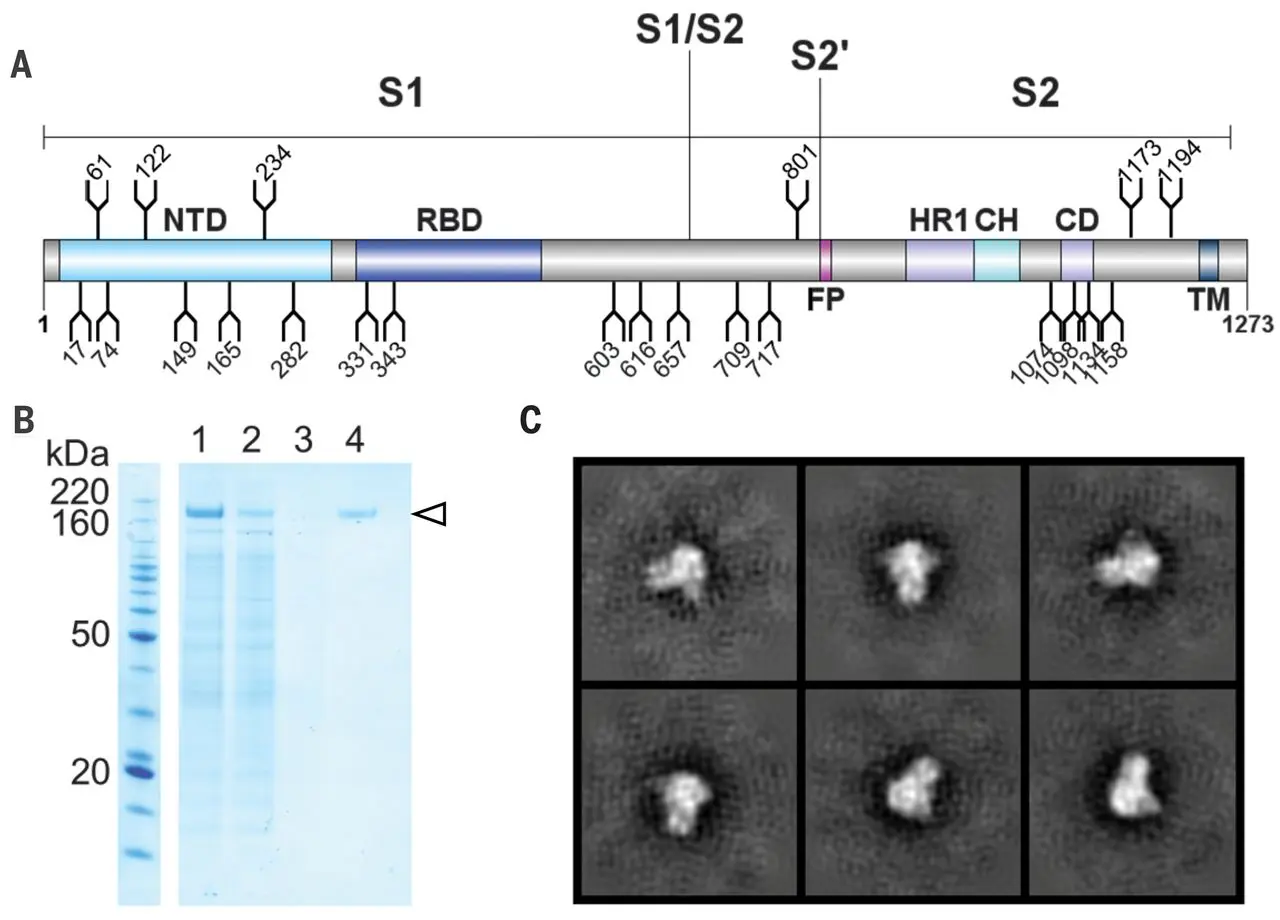 A
S1/S2
S2'
S1
S2
61 122 234 801 1173 1194
NTD RBD HR1 CH CD
FP TM
1 1273
17 74 149 165 282 331 343 603 616 657 709 717 1074 1098 1134 1158
B
C
kDa 1 2 3 4
220
160
50
20